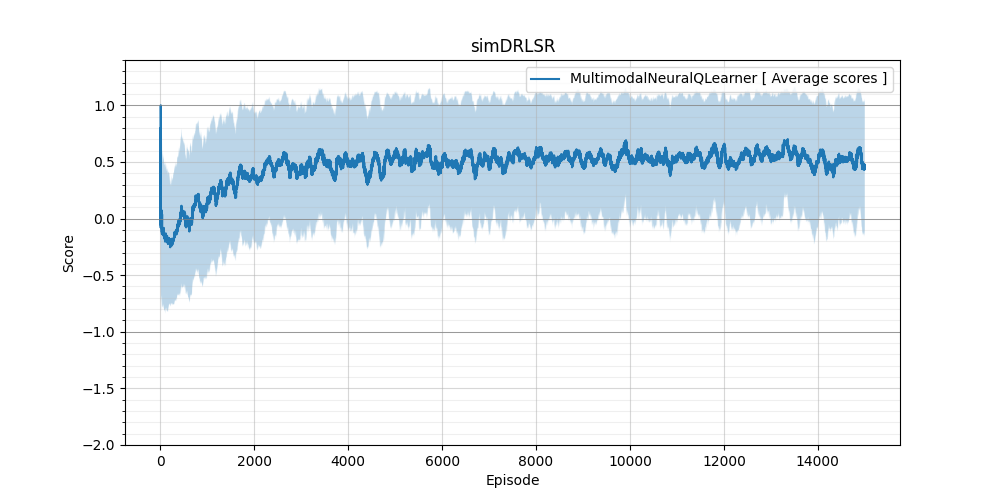 simDRLSR
MultimodalNeuralQLearner [ Average scores ]
1.0
0.5
0.0
−0.5
−1.0
−1.5
−2.0
Score
0 2000 4000 6000 8000 10000 12000 14000
Episode